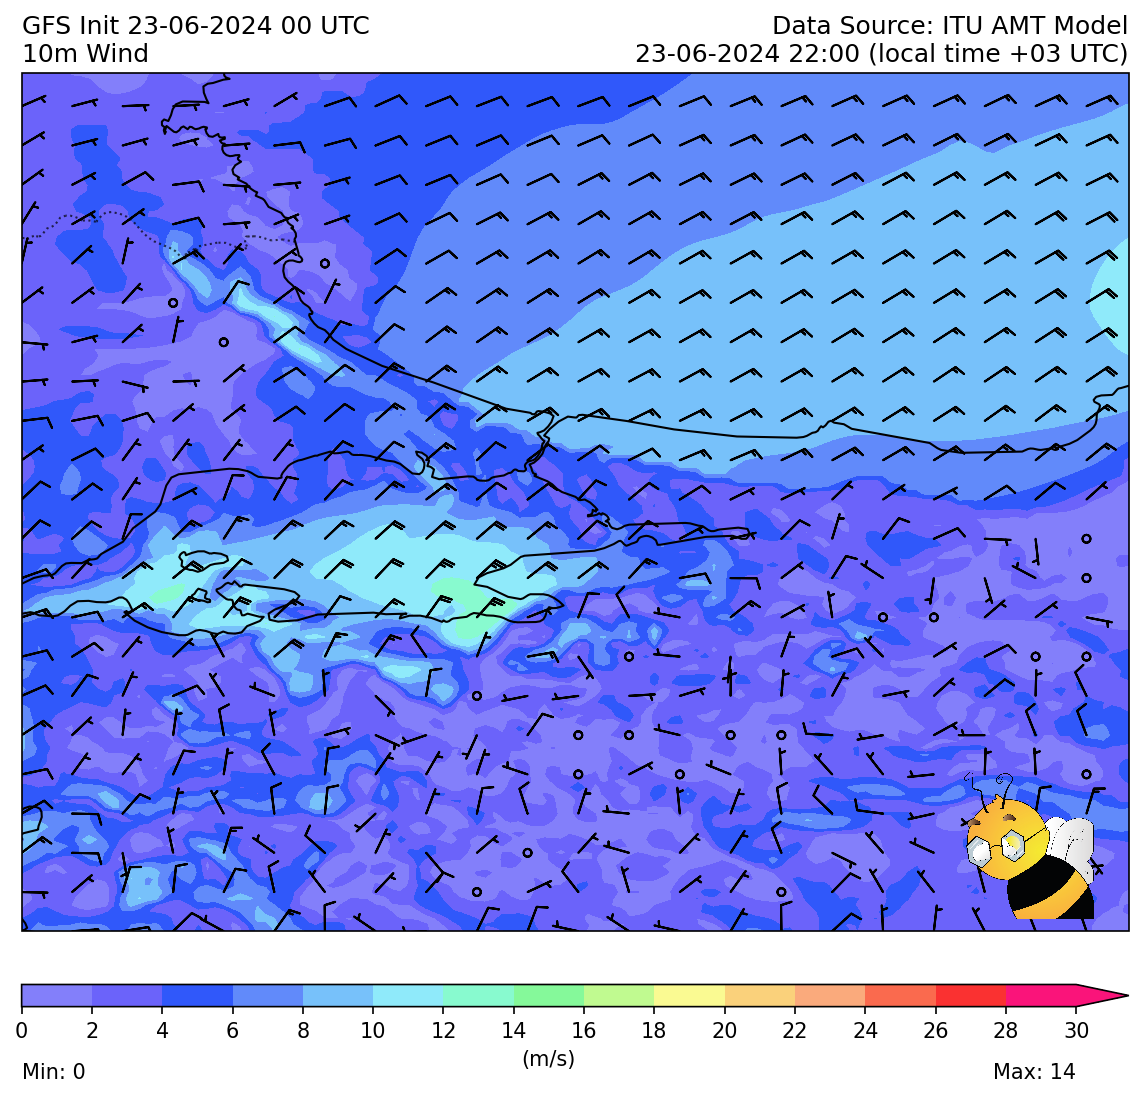 GFS Init 23-06-2024 00 UTC
Data Source: ITU AMT Model
10m Wind
23-06-2024 22:00 (local time +03 UTC)
0 2 4 6 8 10 12 14 16 18 20 22 24 26 28 30
(m/s)
Min: 0
Max: 14